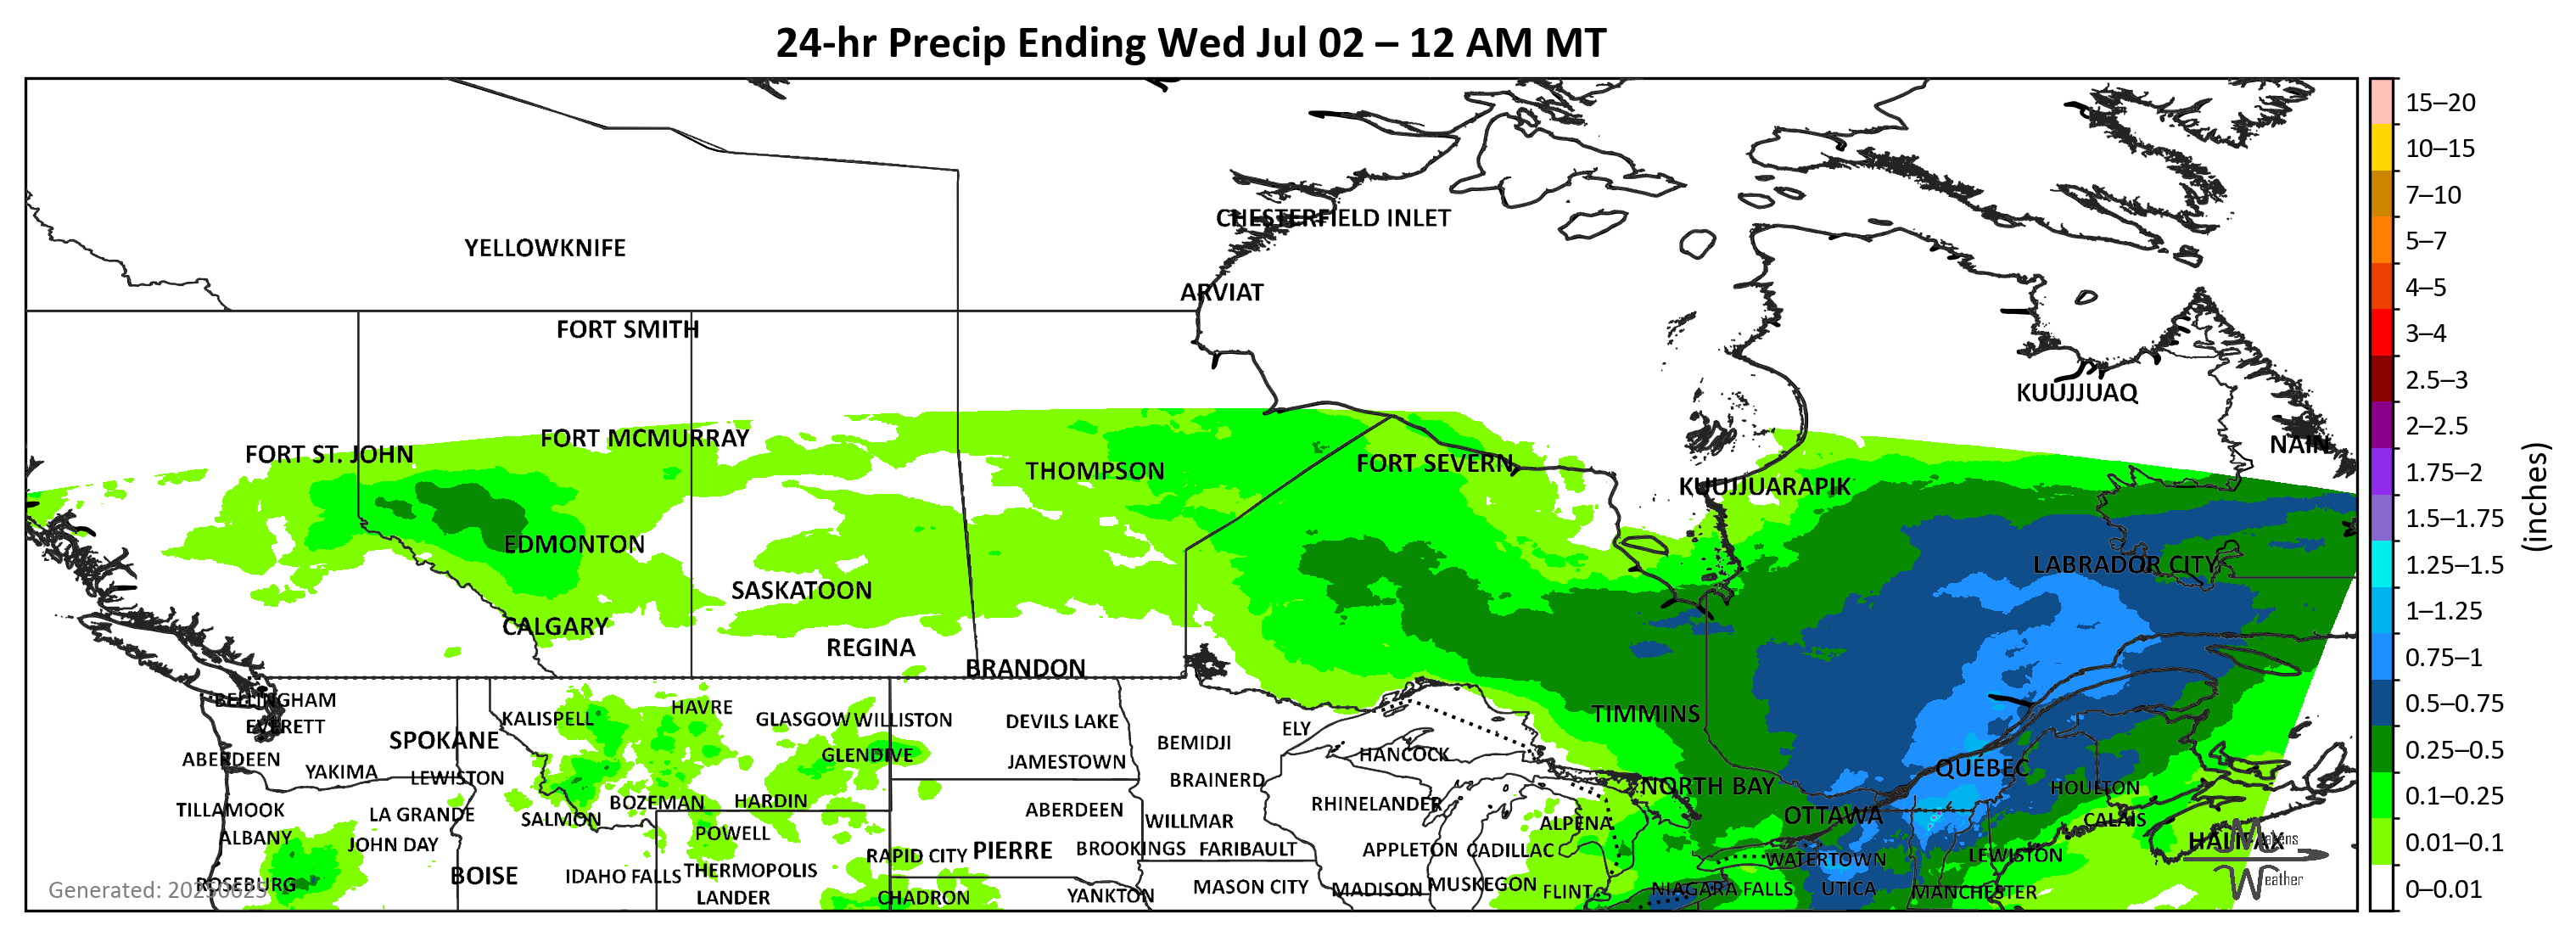 24-hr Precip Ending Wed Jul 02 – 12 AM MT
15–20
10–15
7–10
5–7
4–5
3–4
2.5–3
2–2.5
1.75–2
1.5–1.75
1.25–1.5
1–1.25
0.75–1
0.5–0.75
0.25–0.5
0.1–0.25
0.01–0.1
0–0.01
(inches)
CHESTERFIELD INLET
YELLOWKNIFE
ARVIAT
FORT SMITH
KUUJJUAQ
FORT MCMURRAY
NAIN
FORT ST. JOHN
THOMPSON
FORT SEVERN
KUUJJUARAPIK
EDMONTON
LABRADOR CITY
SASKATOON
CALGARY
REGINA
BRANDON
BELLINGHAM
KALISPELL
HAVRE
GLASGOW
WILLISTON
DEVILS LAKE
TIMMINS
EVERETT
ELY
SPOKANE
BEMIDJI
GLENDIVE
HANCOCK
ABERDEEN
JAMESTOWN
QUÉBEC
YAKIMA
LEWISTON
BRAINERD
NORTH BAY
HOULTON
BOZEMAN
HARDIN
RHINELANDER
TILLAMOOK
LA GRANDE
SALMON
ABERDEEN
WILLMAR
ALPENA
OTTAWA
CALAIS
ALBANY
JOHN DAY
POWELL
HALIFAX
Matens
RAPID CITY
PIERRE
BROOKINGS
FARIBAULT
APPLETON
CADILLAC
WATERTOWN
LEWISTON
BOISE
IDAHO FALLS
THERMOPOLIS
Weather
ROSEBURG
MASON CITY
MADISON
MUSKEGON
FLINT
NIAGARA FALLS
UTICA
MANCHESTER
LANDER
CHADRON
YANKTON
Generated: 20250625